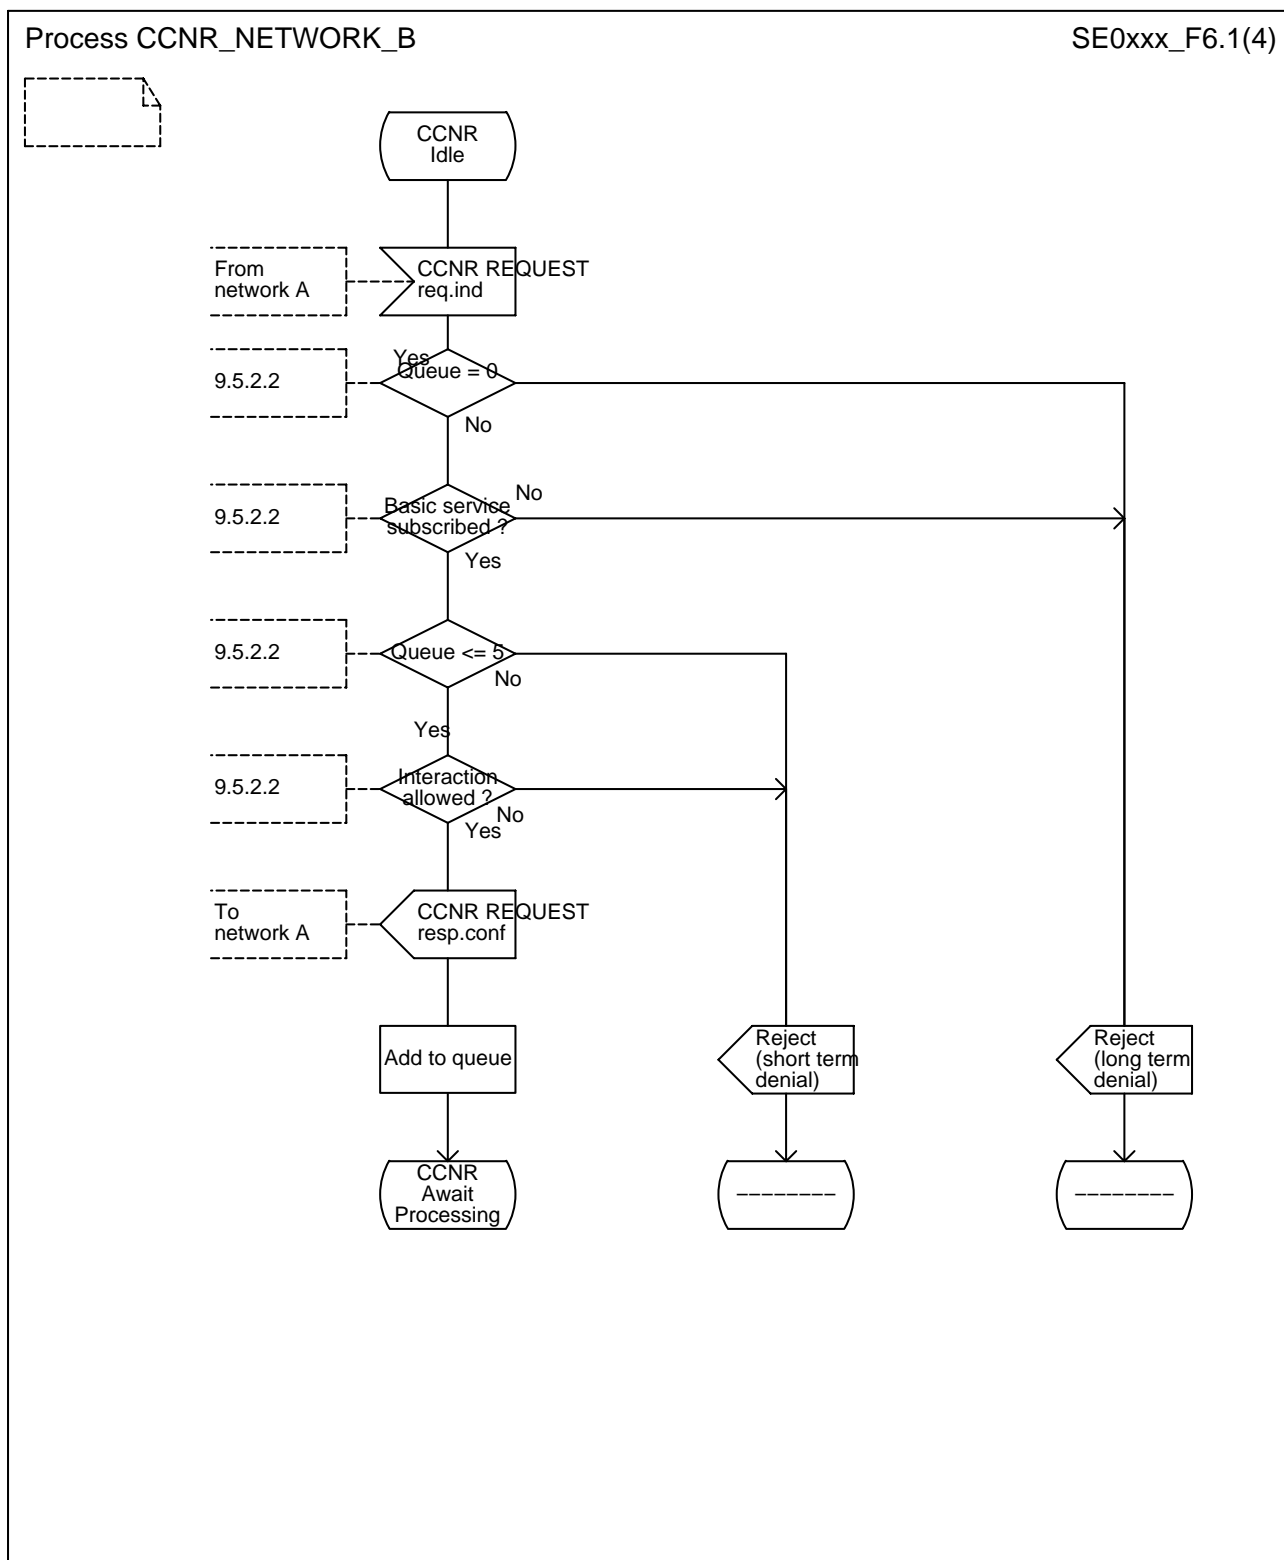 Process CCNR_NETWORK_B
SE0xxx_F6.1(4)
CCNR
Idle
From
network A
CCNR REQUEST
req.ind
Yes
9.5.2.2
Queue = 0
No
9.5.2.2
Basic service
subscribed ?
No
Yes
9.5.2.2
Queue <= 5
No
Yes
9.5.2.2
Interaction
allowed ?
No
Yes
To
network A
CCNR REQUEST
resp.conf
Add to queue
Reject
(short term
denial)
Reject
(long term
denial)
CCNR
Await
Processing